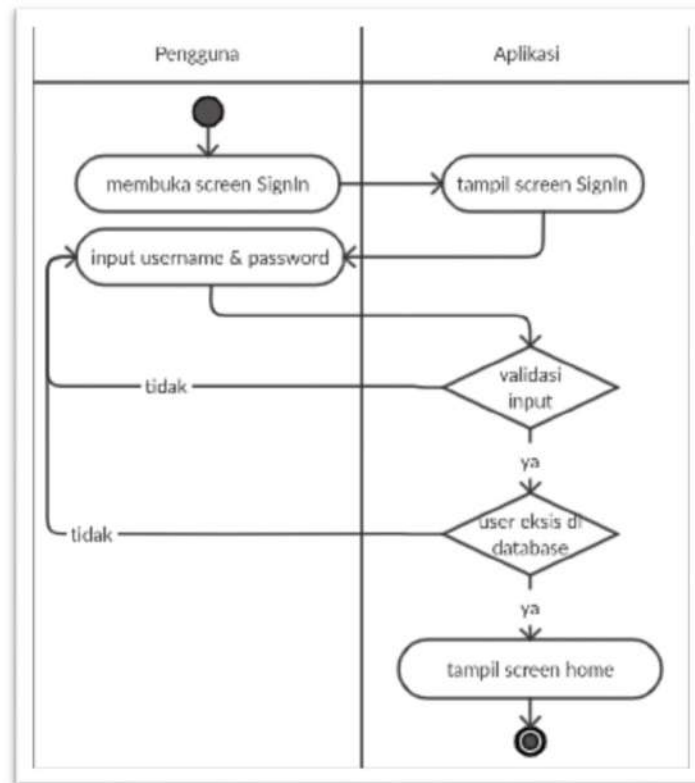 Pengguna
Aplikasi
membuka screen SignIn
tampil screen SignIn
input username & password
validasi
input
tidak
ya
user eksis di
database
tidak
ya
tampil screen home